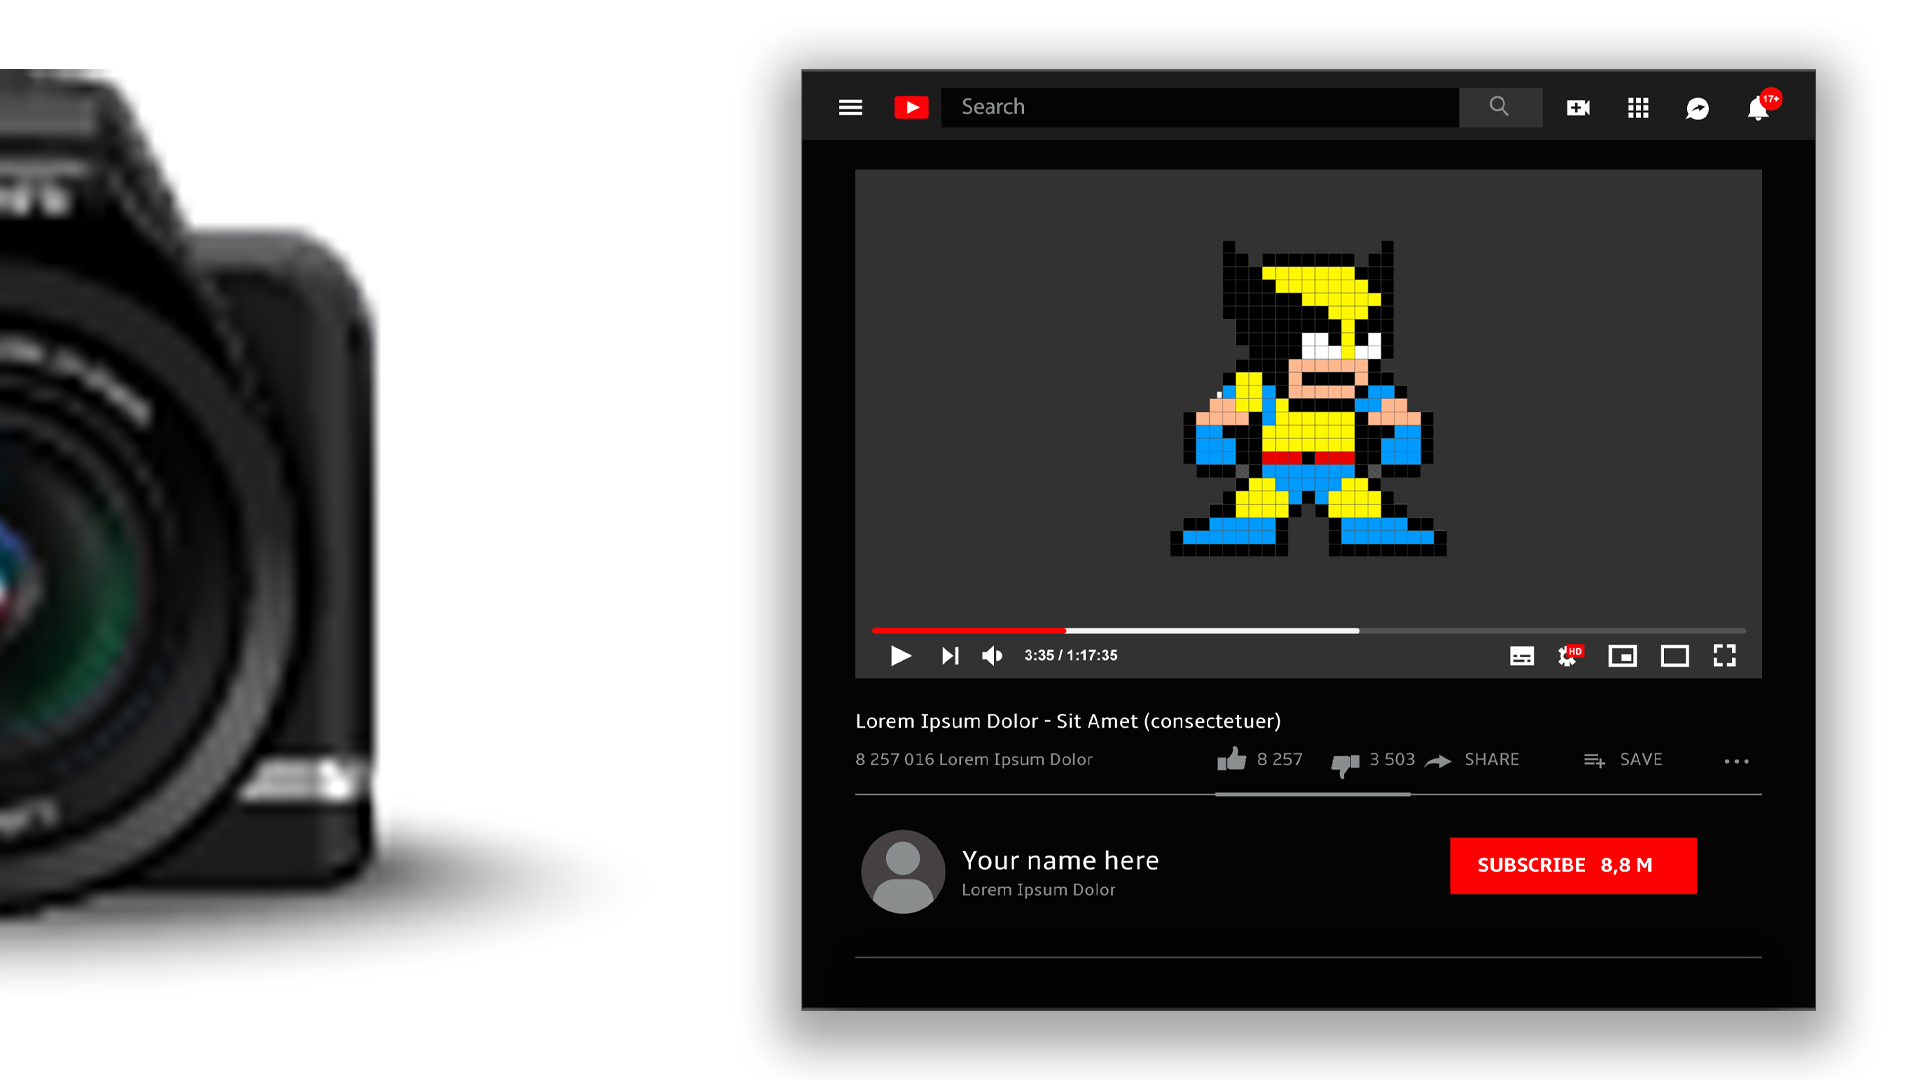 Search
17+
3:35 / 1:17:35
HD
Lorem Ipsum Dolor - Sit Amet (consectetuer)
8 257 016 Lorem Ipsum Dolor
8 257
3 503
SHARE
SAVE
Your name here
Lorem Ipsum Dolor
SUBSCRIBE 8,8 M